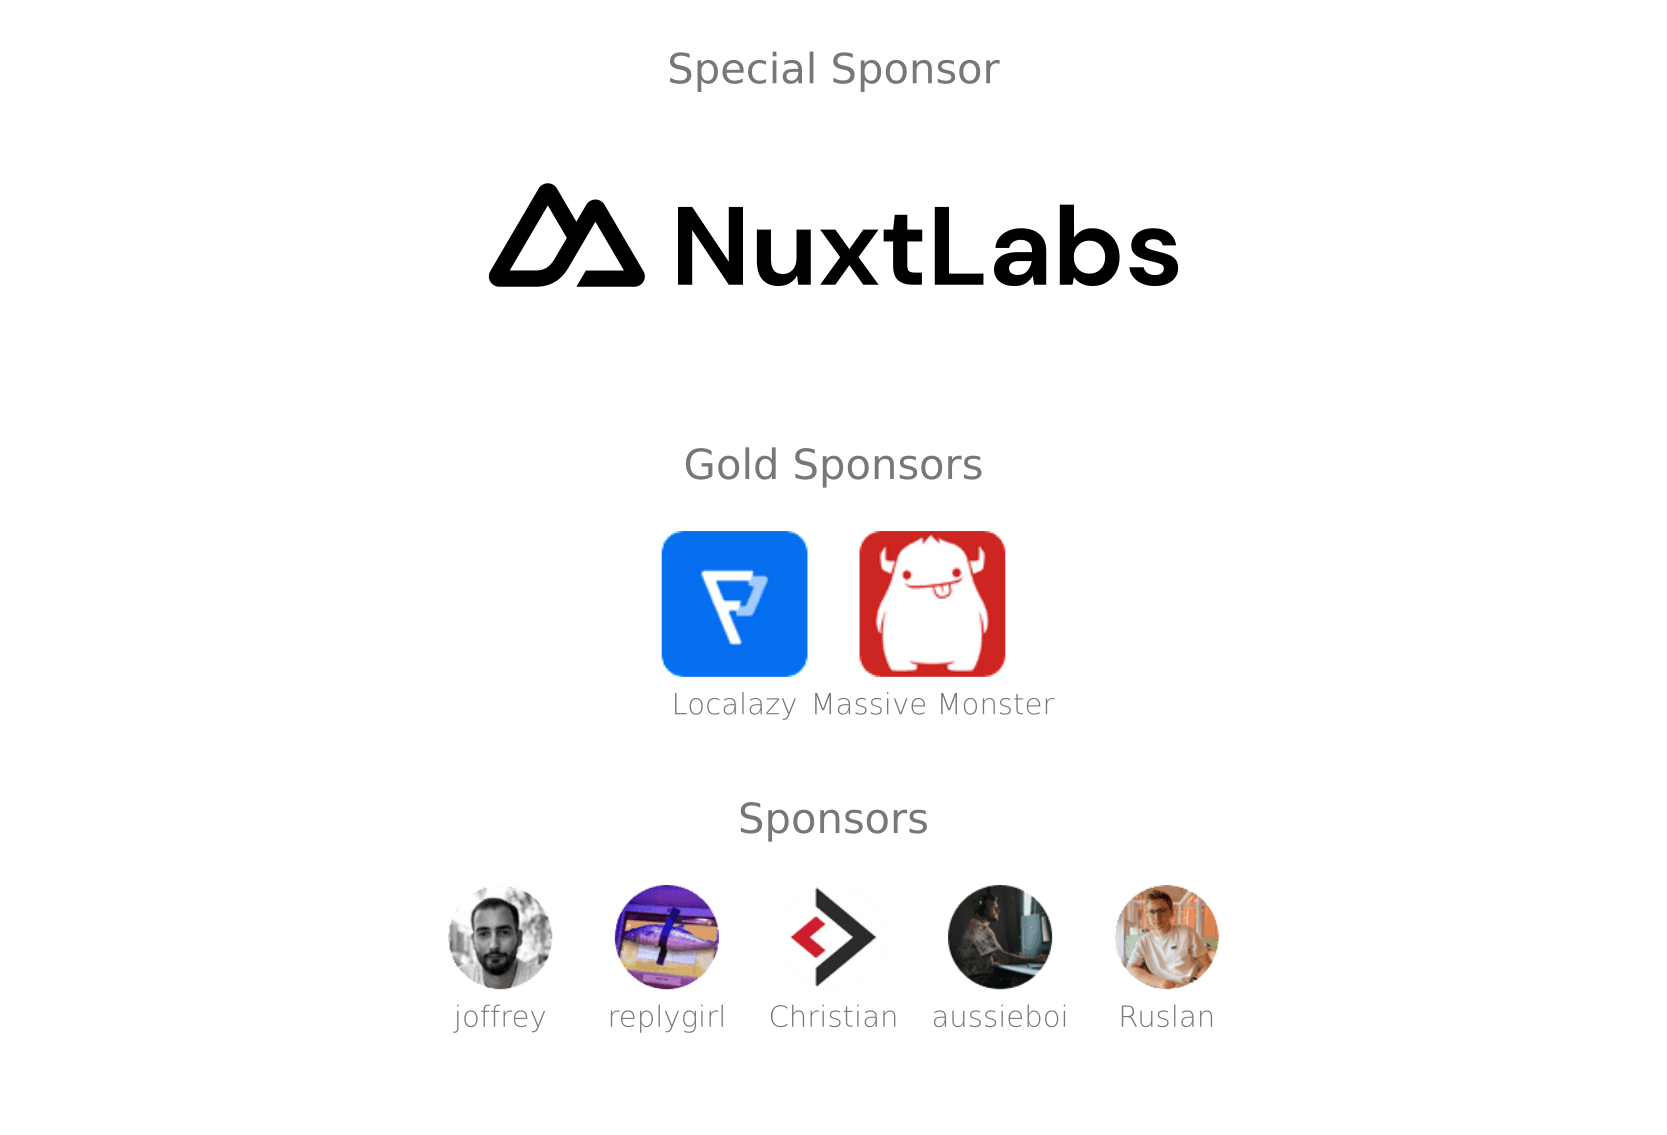 Special Sponsor
NuxtLabs
Gold Sponsors
Localazy Massive Monster
Sponsors
joffrey replygirl Christian aussieboi Ruslan